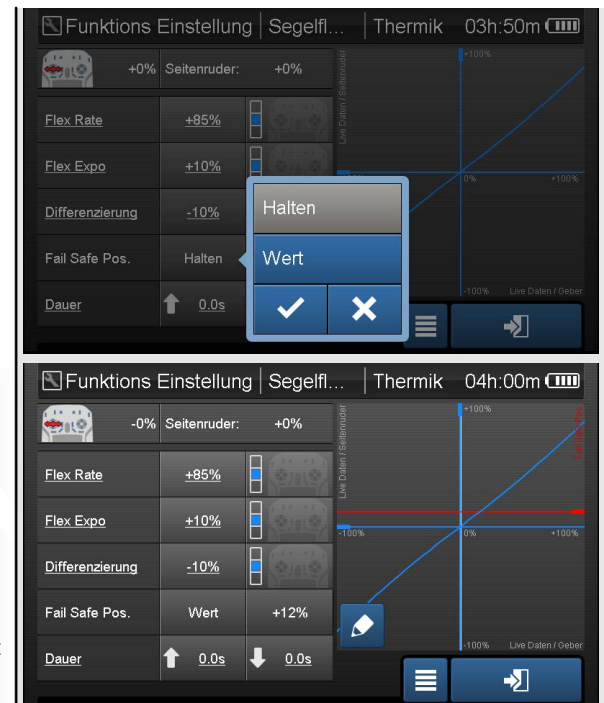 Funktions Einstellung Segelfl... Thermik 03h:50m
+0% Seitenruder: +0%
Flex Rate +85%
Flex Expo +10%
Differenzierung -10%
Fail Safe Pos. Halten
Dauer 0.0s
Halten
Wert
Live Daten / Seitenruder
+100%
0% +100%
-100% Live Daten / Geber
Funktions Einstellung Segelfl... Thermik 04h:00m
-0% Seitenruder: +0%
Flex Rate +85%
Flex Expo +10%
Differenzierung -10%
Fail Safe Pos. Wert +12%
Dauer 0.0s 0.0s
Live Daten / Seitenruder
+100%
-100% 0% +100%
-100% Live Daten / Geber